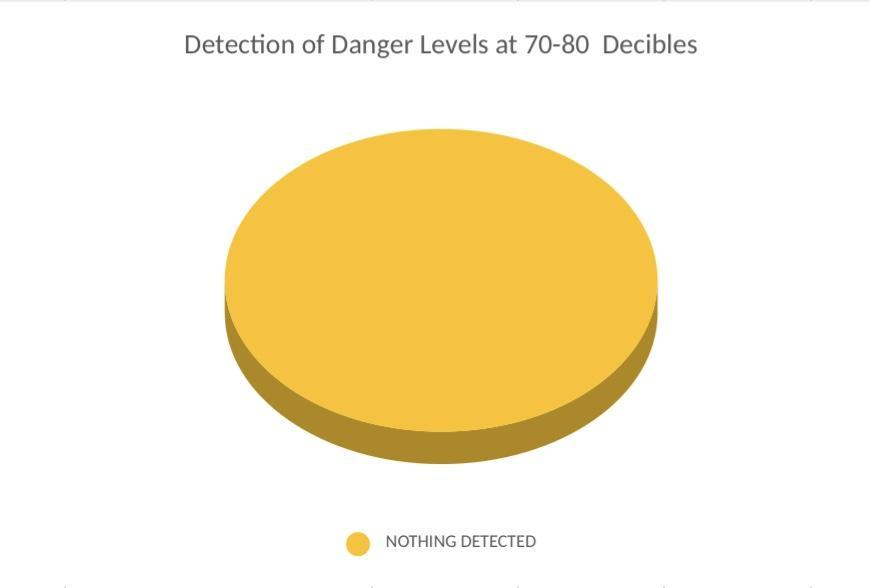 Detection of Danger Levels at 70-80  Decibles
NOTHING DETECTED